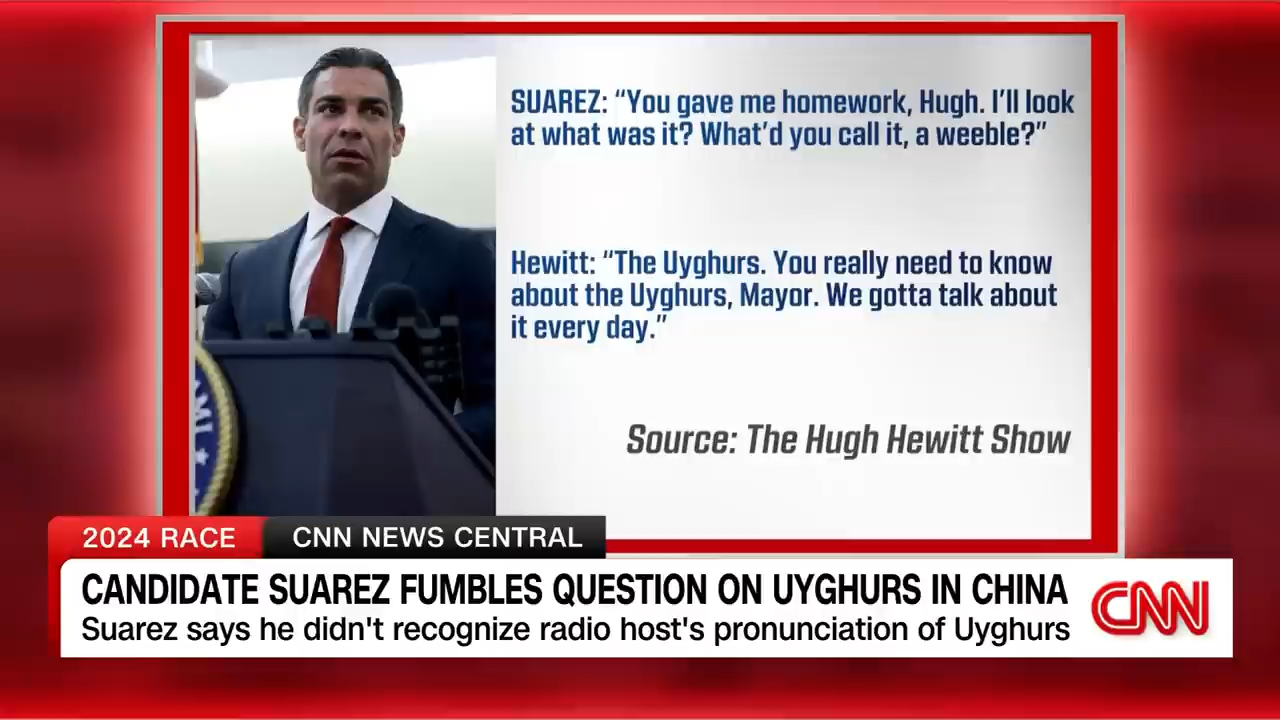 SUAREZ: “You gave me homework, Hugh. I’ll look
at what was it? What’d you call it, a weeble?”
Hewitt: “The Uyghurs. You really need to know
about the Uyghurs, Mayor. We gotta talk about
it every day.”
Source: The Hugh Hewitt Show
2024 RACE
CNN NEWS CENTRAL
CANDIDATE SUAREZ FUMBLES QUESTION ON UYGHURS IN CHINA
Suarez says he didn't recognize radio host's pronunciation of Uyghurs
CNN